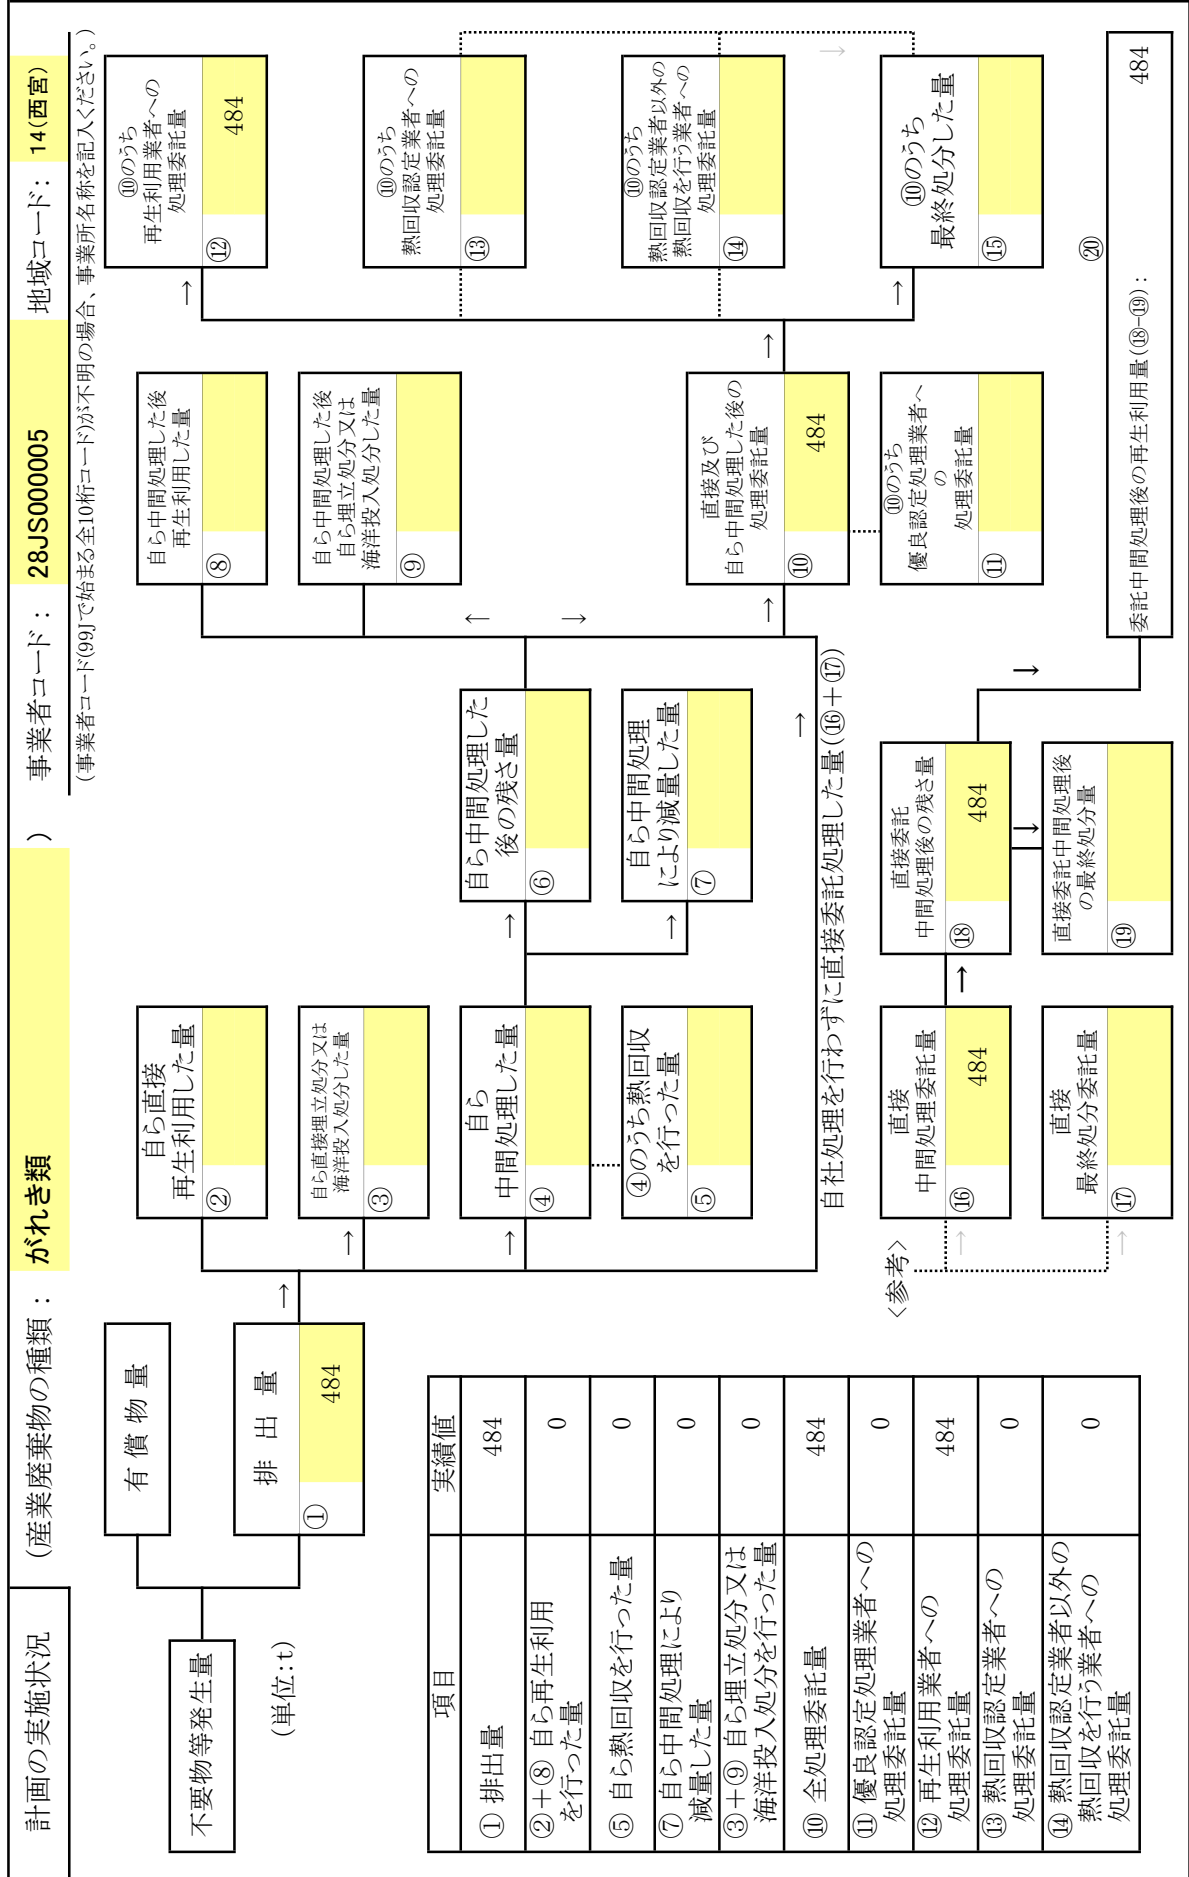 計画の実施状況
(産業廃棄物の種類： がれき類 )
事業者コード： 28JS000005 地域コード： 14(西宮)
(事業者コード(99Jで始まる全10桁コード)が不明の場合、事業所名称を記入ください。)
不要物等発生量
(単位:t)
有 償 物 量
排 出 量
① 484
自ら直接
再生利用した量
②
自ら直接埋立処分又は
海洋投入処分した量
③
自ら
中間処理した量
④
④のうち熱回収
を行った量
⑤
自ら中間処理した
後の残さ量
⑥
自ら中間処理
により減量した量
⑦
自ら中間処理した後
再生利用した量
⑧
自ら中間処理した後
自ら埋立処分又は
海洋投入処分した量
⑨
直接及び
自ら中間処理した後の
処理委託量
⑩ 484
⑩のうち
優良認定処理業者へ
の
処理委託量
⑪
⑩のうち
再生利用業者への
処理委託量
⑫ 484
⑩のうち
熱回収認定業者への
処理委託量
⑬
⑩のうち
熱回収認定業者以外の
熱回収を行う業者への
処理委託量
⑭
⑩のうち
最終処分した量
⑮
自社処理を行わずに直接委託処理した量(⑯＋⑰)
<参考>
直接
中間処理委託量
⑯ 484
直接
最終処分委託量
⑰
直接委託
中間処理後の残さ量
⑱ 484
直接委託中間処理後
の最終処分量
⑲
⑳
委託中間処理後の再生利用量(⑱-⑲)： 484
項目 実績値
① 排出量 484
②＋⑧ 自ら再生利用
を行った量 0
⑤ 自ら熱回収を行った量 0
⑦ 自ら中間処理により
減量した量 0
③＋⑨ 自ら埋立処分又は
海洋投入処分を行った量 0
⑩ 全処理委託量 484
⑪ 優良認定処理業者への
処理委託量 0
⑫ 再生利用業者への
処理委託量 484
⑬ 熱回収認定業者への
処理委託量 0
⑭ 熱回収認定業者以外の
熱回収を行う業者への
処理委託量 0